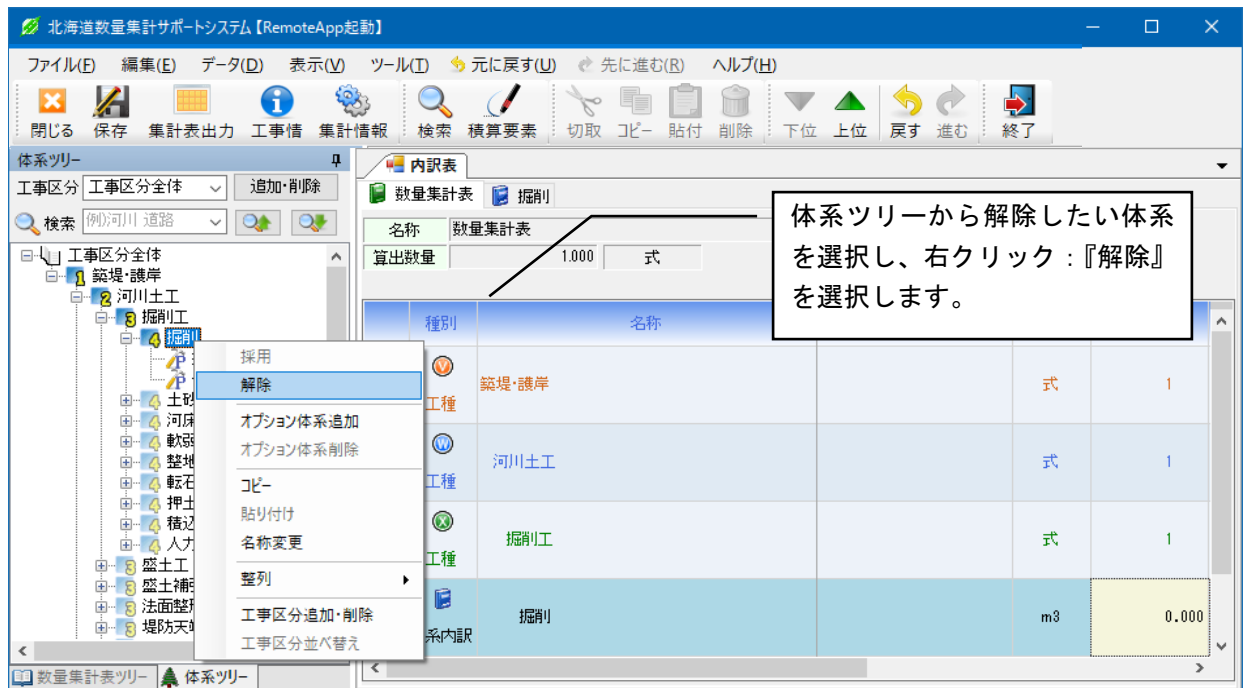 北海道数量集計サポートシステム【RemoteApp起動】
ファイル(F) 編集(E) データ(D) 表示(V) ツール(T) 元に戻す(U) 先に進む(R) ヘルプ(H)
閉じる 保存 集計表出力 工事情 集計情報 検索 積算要素 切取 コピー 貼付 削除 下位 上位 戻す 進む 終了
体系ツリー
工事区分 工事区分全体 追加・削除
検索 例)河川 道路
工事区分全体
1 築堤・護岸
2 河川土工
3 掘削工
4 掘削
P
P
4 土砂
4 河床
4 軟弱
4 整地
4 転石
4 押土
4 積込
4 人力
3 盛土工
3 盛土補強
3 法面整形
3 堤防天端
数量集計表ツリー 体系ツリー
採用
解除
オプション体系追加
オプション体系削除
コピー
貼り付け
名称変更
整列
工事区分追加・削除
工事区分並べ替え
内訳表
数量集計表 掘削
名称 数量集計表
算出数量 1.000 式
種別 名称
V
工種 築堤・護岸 式 1
W
工種 河川土工 式 1
X
工種 掘削工 式 1
系内訳 掘削 m3 0.000
体系ツリーから解除したい体系
を選択し、右クリック：『解除』
を選択します。